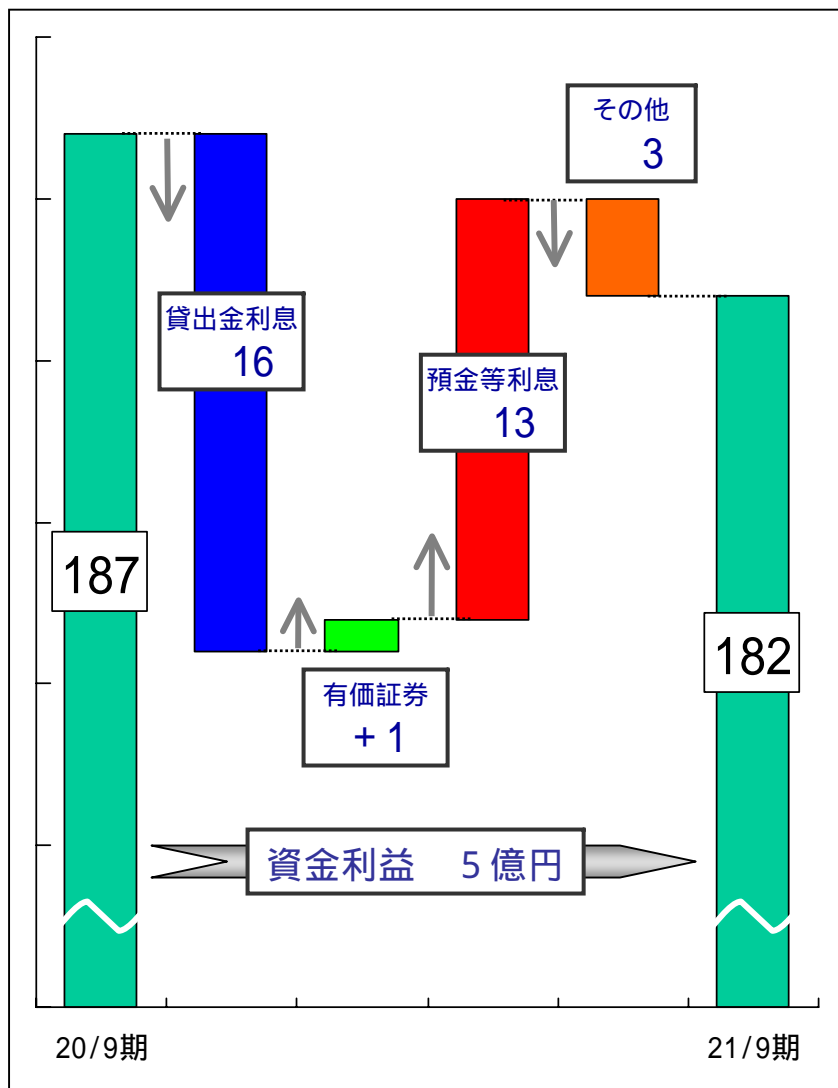 その他
3
貸出金利息
16
預金等利息
13
187
182
有価証券
+ 1
資金利益 5億円
20/9期
21/9期